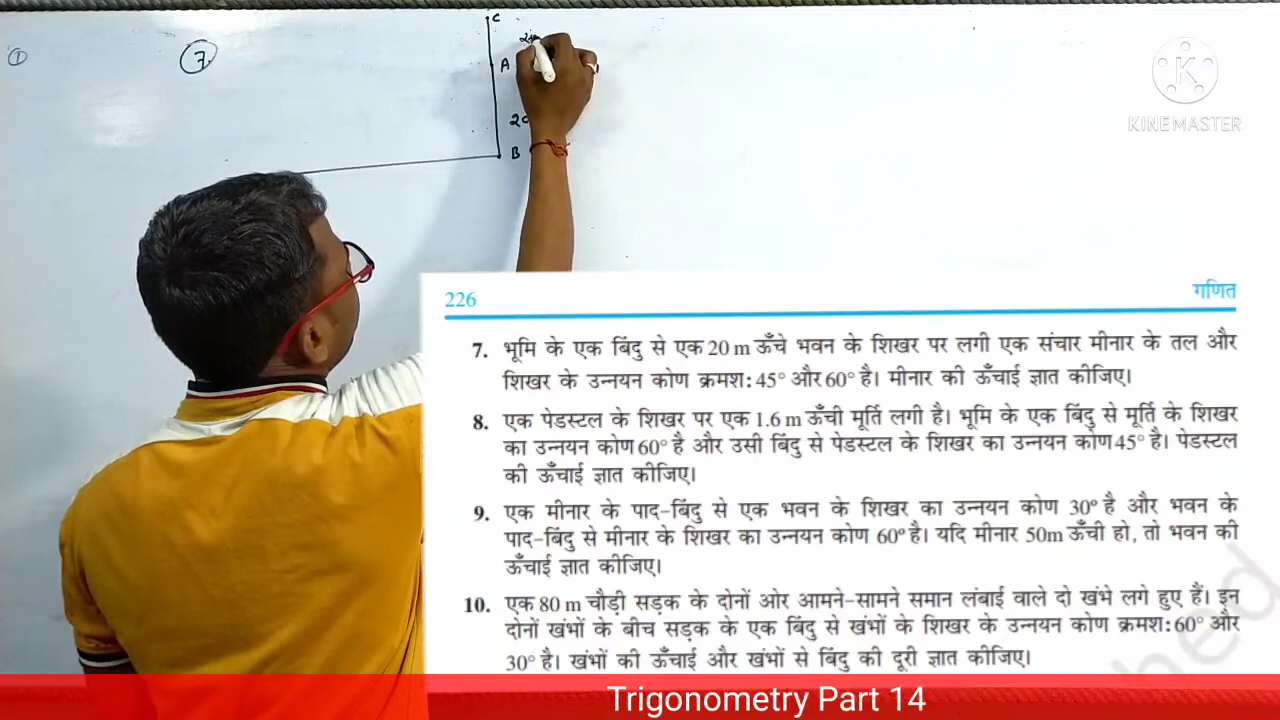 ①
⑦
C
A
20
B
K
KINEMASTER
226
गणित
7. भूमि के एक बिंदु से एक 20 m ऊँचे भवन के शिखर पर लगी एक संचार मीनार के तल और
शिखर के उन्नयन कोण क्रमश: 45° और 60° है। मीनार की ऊँचाई ज्ञात कीजिए।
8. एक पेडस्टल के शिखर पर एक 1.6 m ऊँची मूर्ति लगी है। भूमि के एक बिंदु से मूर्ति के शिखर
का उन्नयन कोण 60° है और उसी बिंदु से पेडस्टल के शिखर का उन्नयन कोण 45° है। पेडस्टल
की ऊँचाई ज्ञात कीजिए।
9. एक मीनार के पाद-बिंदु से एक भवन के शिखर का उन्नयन कोण 30° है और भवन के
पाद-बिंदु से मीनार के शिखर का उन्नयन कोण 60° है। यदि मीनार 50m ऊँची हो, तो भवन की
ऊँचाई ज्ञात कीजिए।
10. एक 80 m चौड़ी सड़क के दोनों ओर आमने-सामने समान लंबाई वाले दो खंभे लगे हुए हैं। इन
दोनों खंभों के बीच सड़क के एक बिंदु से खंभों के शिखर के उन्नयन कोण क्रमश: 60° और
30° है। खंभों की ऊँचाई और खंभों से बिंदु की दूरी ज्ञात कीजिए।
Trigonometry Part 14